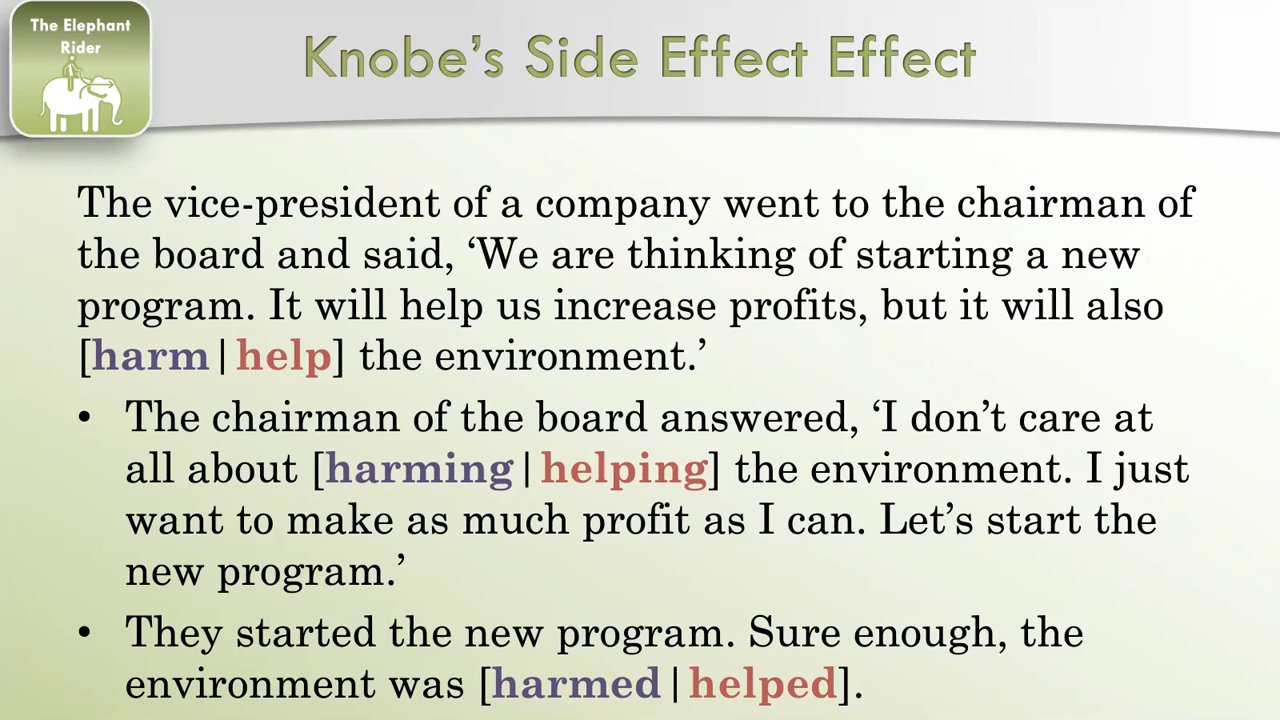 The Elephant
Rider
Knobe’s Side Effect Effect
The vice-president of a company went to the chairman of
the board and said, ‘We are thinking of starting a new
program. It will help us increase profits, but it will also
[harm|help] the environment.’
• The chairman of the board answered, ‘I don’t care at
all about [harming|helping] the environment. I just
want to make as much profit as I can. Let’s start the
new program.’
• They started the new program. Sure enough, the
environment was [harmed|helped].